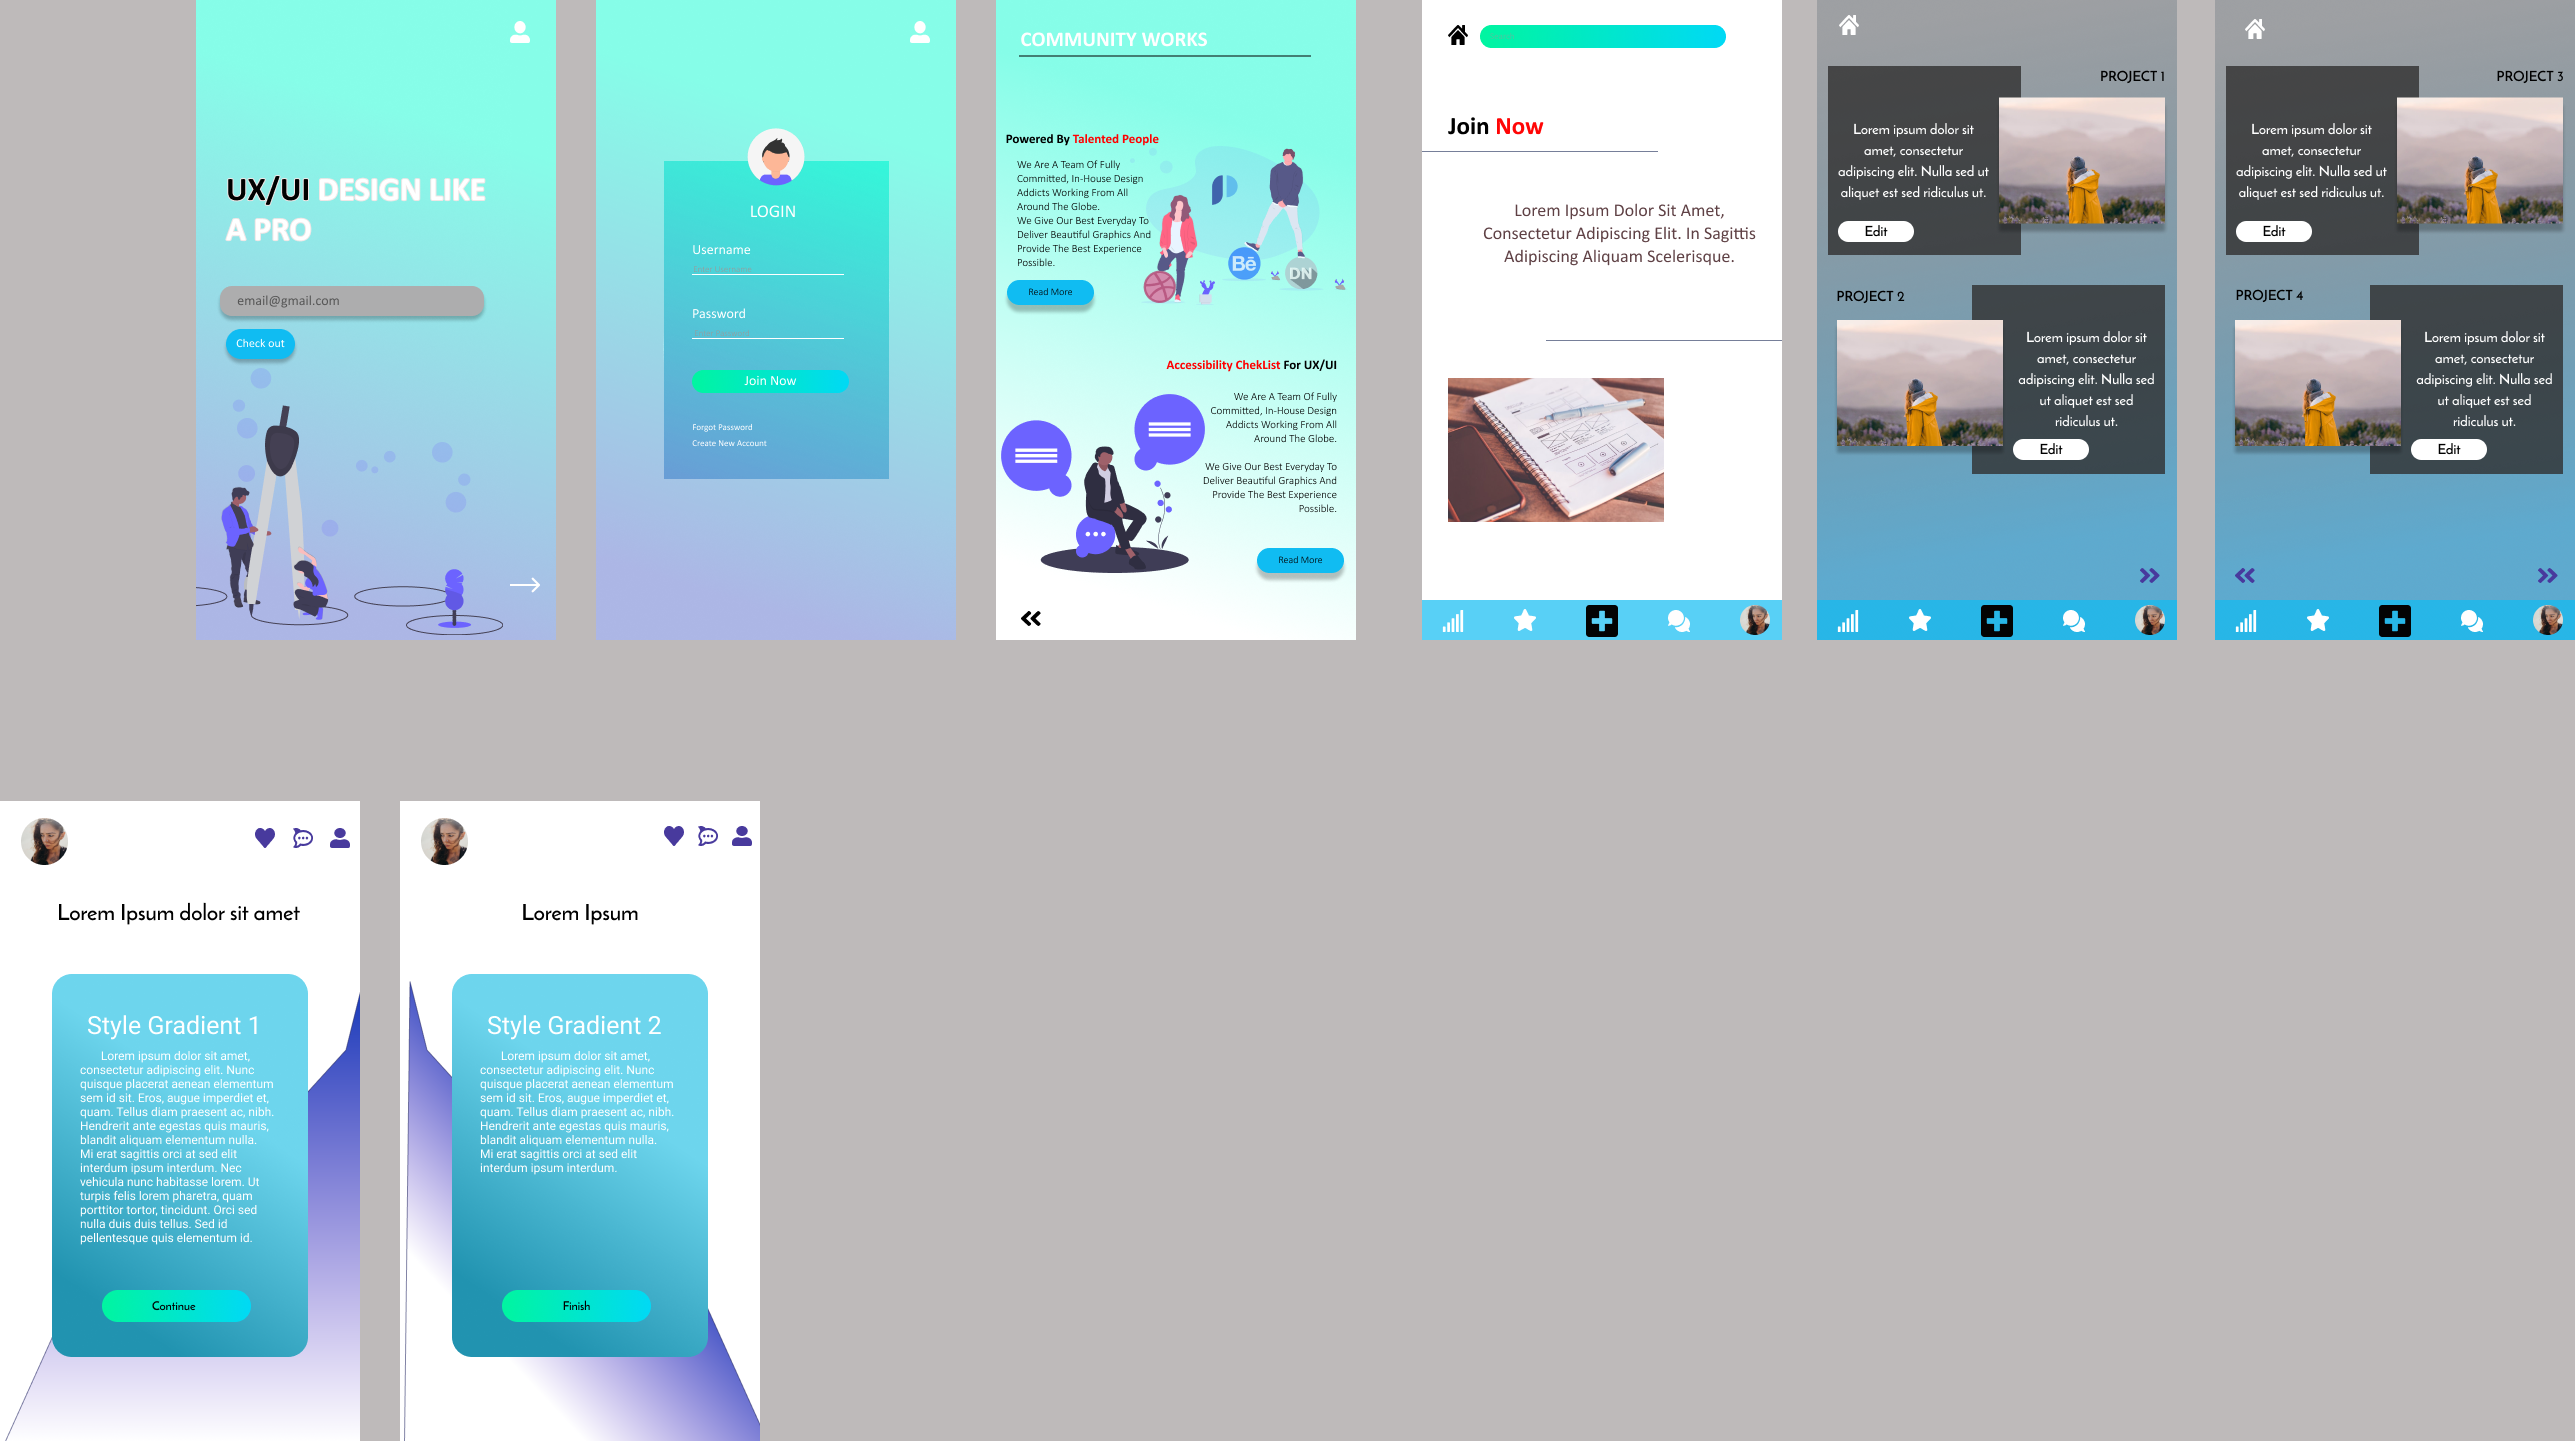 UX/UI DESIGN LIKE
A PRO
email@gmail.com
Check out
LOGIN
Username
Enter Username
Password
Enter Password
Join Now
Forgot Password
Create New Account
COMMUNITY WORKS
Powered By Talented People
We Are A Team Of Fully
Committed, In-House Design
Addicts Working From All
Around The Globe.
We Give Our Best Everyday To
Deliver Beautiful Graphics And
Provide The Best Experience
Possible.
Read More
Bē
DN
Accessibility ChekList For UX/UI
We Are A Team Of Fully
Committed, In-House Design
Addicts Working From All
Around The Globe.
We Give Our Best Everyday To
Deliver Beautiful Graphics And
Provide The Best Experience
Possible.
Read More
Join Now
Lorem Ipsum Dolor Sit Amet,
Consectetur Adipiscing Elit. In Sagittis
Adipiscing Aliquam Scelerisque.
PROJECT 1
Lorem ipsum dolor sit
amet, consectetur
adipiscing elit. Nulla sed ut
aliquet est sed ridiculus ut.
Edit
PROJECT 2
Lorem ipsum dolor sit
amet, consectetur
adipiscing elit. Nulla sed
ut aliquet est sed
ridiculus ut.
Edit
PROJECT 3
Lorem ipsum dolor sit
amet, consectetur
adipiscing elit. Nulla sed ut
aliquet est sed ridiculus ut.
Edit
PROJECT 4
Lorem ipsum dolor sit
amet, consectetur
adipiscing elit. Nulla sed
ut aliquet est sed
ridiculus ut.
Edit
Lorem Ipsum dolor sit amet
Style Gradient 1
Lorem ipsum dolor sit amet,
consectetur adipiscing elit. Nunc
quisque placerat aenean elementum
sem id sit. Eros, augue imperdiet et,
quam. Tellus diam praesent ac, nibh.
Hendrerit ante egestas quis mauris,
blandit aliquam elementum nulla.
Mi erat sagittis orci at sed elit
interdum ipsum interdum. Nec
vehicula nunc habitasse lorem. Ut
turpis felis lorem pharetra, quam
porttitor tortor, tincidunt. Orci sed
nulla duis duis tellus. Sed id
pellentesque quis elementum id.
Continue
Lorem Ipsum
Style Gradient 2
Lorem ipsum dolor sit amet,
consectetur adipiscing elit. Nunc
quisque placerat aenean elementum
sem id sit. Eros, augue imperdiet et,
quam. Tellus diam praesent ac, nibh.
Hendrerit ante egestas quis mauris,
blandit aliquam elementum nulla.
Mi erat sagittis orci at sed elit
interdum ipsum interdum.
Finish